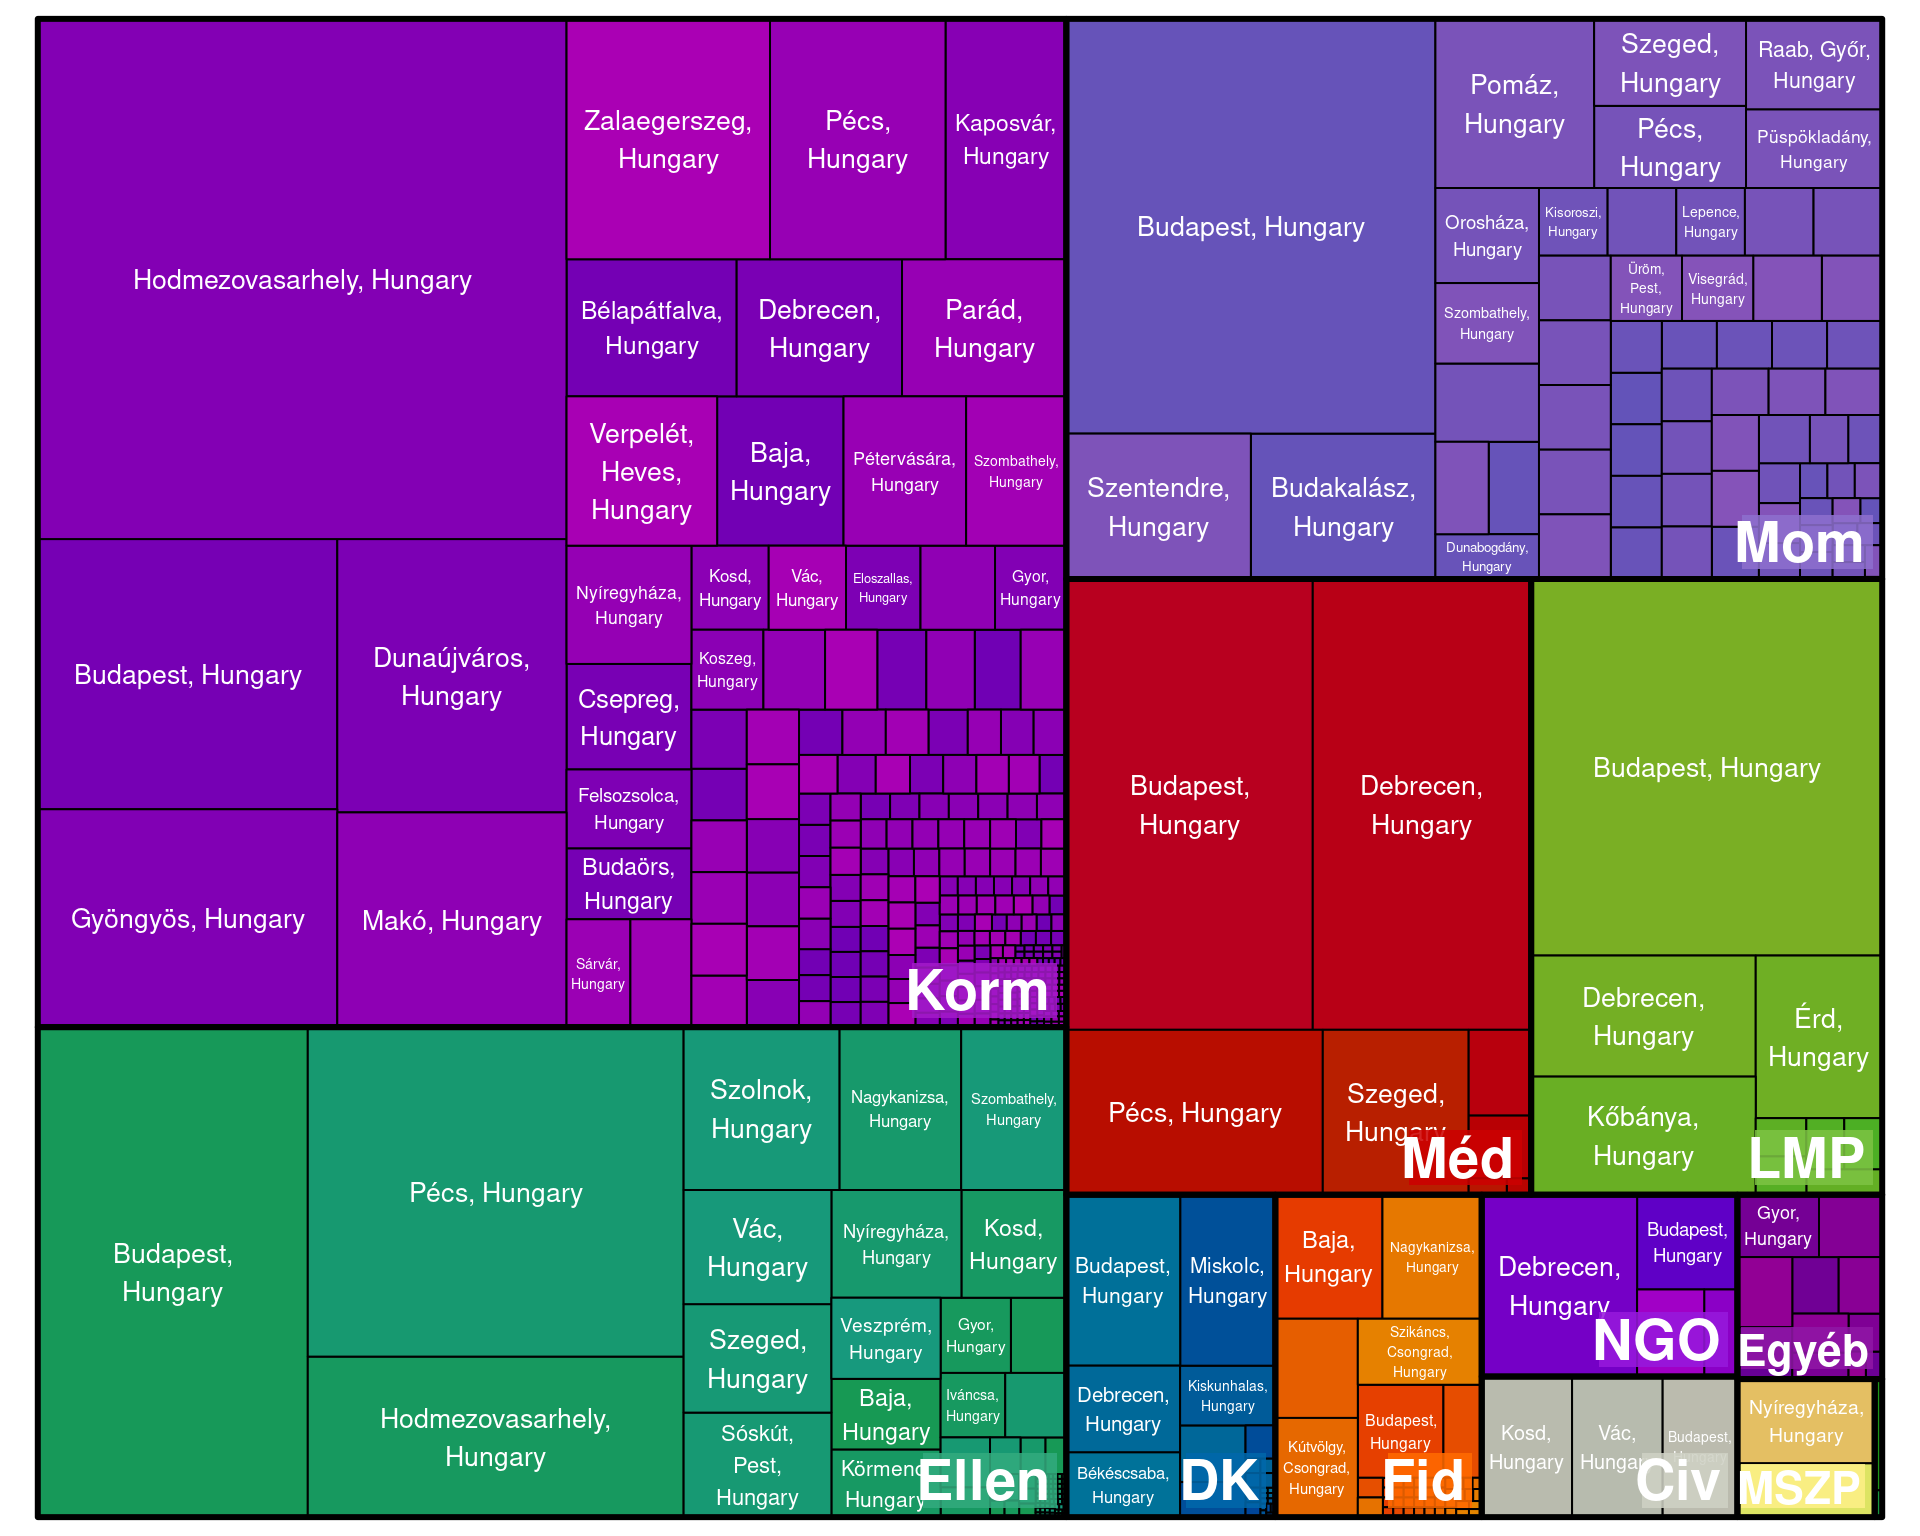 Hodmezovasarhely, Hungary
Zalaegerszeg,
Hungary
Pécs,
Hungary
Kaposvár,
Hungary
Bélapátfalva,
Hungary
Debrecen,
Hungary
Parád,
Hungary
Verpelét,
Heves,
Hungary
Baja,
Hungary
Pétervására,
Hungary
Szombathely,
Hungary
Budapest, Hungary
Dunaújváros,
Hungary
Gyöngyös, Hungary
Makó, Hungary
Nyíregyháza,
Hungary
Kosd,
Hungary
Vác,
Hungary
Eloszallas,
Hungary
Gyor,
Hungary
Koszeg,
Hungary
Csepreg,
Hungary
Felsozsolca,
Hungary
Budaörs,
Hungary
Sárvár,
Hungary
Korm
Budapest, Hungary
Pomáz,
Hungary
Szeged,
Hungary
Raab, Győr,
Hungary
Pécs,
Hungary
Püspökladány,
Hungary
Orosháza,
Hungary
Kisoroszi,
Hungary
Lepence,
Hungary
Üröm,
Pest,
Hungary
Visegrád,
Hungary
Szombathely,
Hungary
Szentendre,
Hungary
Budakalász,
Hungary
Dunabogdány,
Hungary
Mom
Budapest,
Hungary
Debrecen,
Hungary
Pécs, Hungary
Szeged,
Hungary
Méd
Budapest, Hungary
Debrecen,
Hungary
Érd,
Hungary
Kőbánya,
Hungary
LMP
Budapest,
Hungary
Pécs, Hungary
Hodmezovasarhely,
Hungary
Szolnok,
Hungary
Nagykanizsa,
Hungary
Szombathely,
Hungary
Vác,
Hungary
Nyíregyháza,
Hungary
Kosd,
Hungary
Szeged,
Hungary
Veszprém,
Hungary
Gyor,
Hungary
Baja,
Hungary
Iváncsa,
Hungary
Sóskút,
Pest,
Hungary
Körmend,
Hungary
Ellen
Budapest,
Hungary
Miskolc,
Hungary
Debrecen,
Hungary
Kiskunhalas,
Hungary
Békéscsaba,
Hungary
DK
Baja,
Hungary
Nagykanizsa,
Hungary
Szikáncs,
Csongrad,
Hungary
Budapest,
Hungary
Kútvölgy,
Csongrad,
Hungary
Fid
Debrecen,
Hungary
Budapest,
Hungary
NGO
Gyor,
Hungary
Egyéb
Kosd,
Hungary
Vác,
Hungary
Budapest,
Hungary
Civ
Nyíregyháza,
Hungary
MSZP